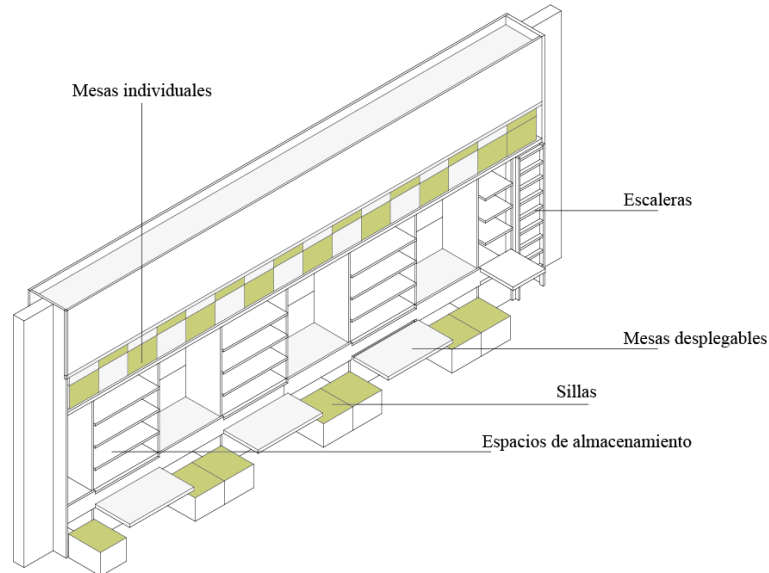 Mesas individuales
Escaleras
Mesas desplegables
Sillas
Espacios de almacenamiento